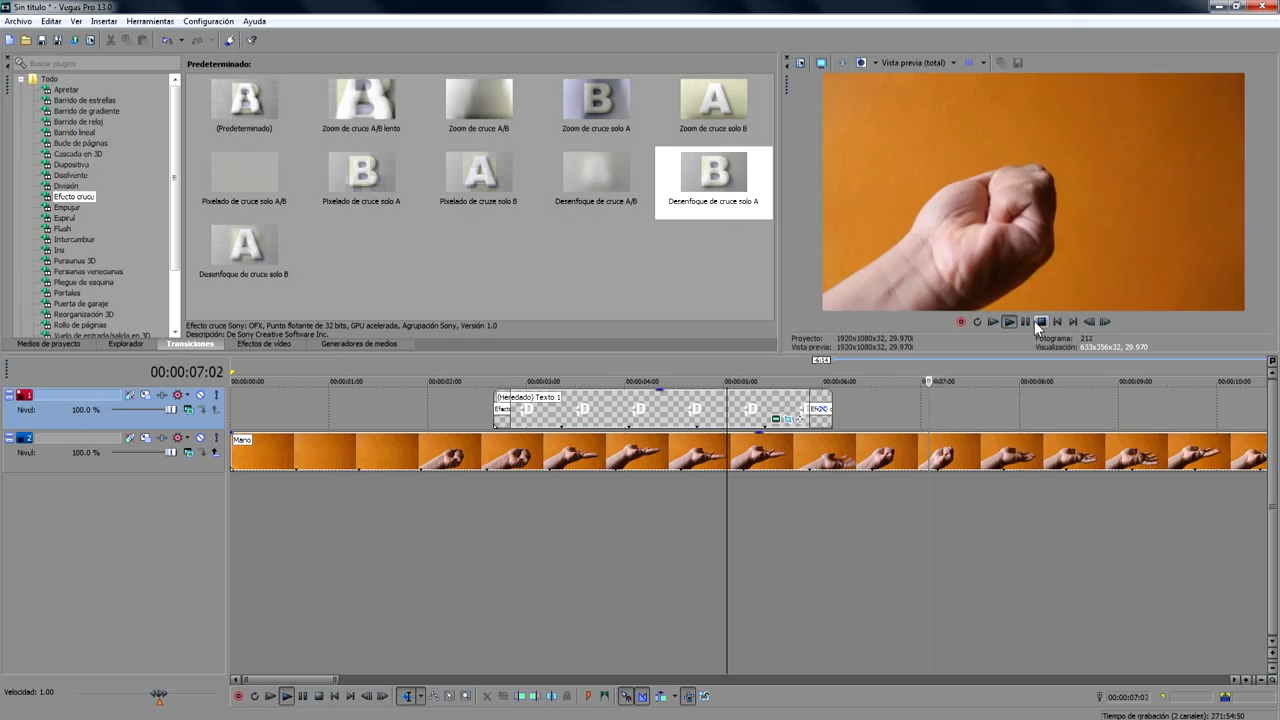 Sin título * - Vegas Pro 13.0
Archivo Editar Ver Insertar Herramientas Configuración Ayuda
Buscar plugins
Todo
Apretar
Barrido de estrellas
Barrido de gradiente
Barrido de reloj
Barrido lineal
Bucle de páginas
Cascada en 3D
Diapositiva
Disolvente
División
Efecto cruce
Empujar
Espiral
Flush
Intercambiar
Iris
Persianas 3D
Persianas venecianas
Pliegue de esquina
Portales
Puerta de garaje
Reorganización 3D
Rollo de páginas
Vuelo de entrada/salida en 3D
Predeterminado:
(Predeterminado) Zoom de cruce A/B lento Zoom de cruce A/B Zoom de cruce solo A Zoom de cruce solo B
Pixelado de cruce solo A/B Pixelado de cruce solo A Pixelado de cruce solo B Desenfoque de cruce A/B Desenfoque de cruce solo A
Desenfoque de cruce solo B
Efecto cruce Sony: OFX, Punto flotante de 32 bits, GPU acelerada, Agrupación Sony, Versión 1.0
Descripción: De Sony Creative Software Inc.
Medios de proyecto Explorador Transiciones Efectos de vídeo Generadores de medios
Vista previa (total)
Proyecto: 1920x1080x32, 29.970i
Vista previa: 1920x1080x32, 29.970i
Fotograma: 212
Visualización: 633x356x32, 29.970
00:00:07:02
-4:14
00:00:00:00 00:00:01:00 00:00:02:00 00:00:03:00 00:00:04:00 00:00:05:00 00:00:06:00 00:00:07:00 00:00:08:00 00:00:09:00 00:00:10:00
1
Nivel: 100.0 %
(Heredado) Texto 1
2
Nivel: 100.0 %
Mano
Velocidad: 1.00
00:00:07:02
Tiempo de grabación (2 canales): 271:54:50